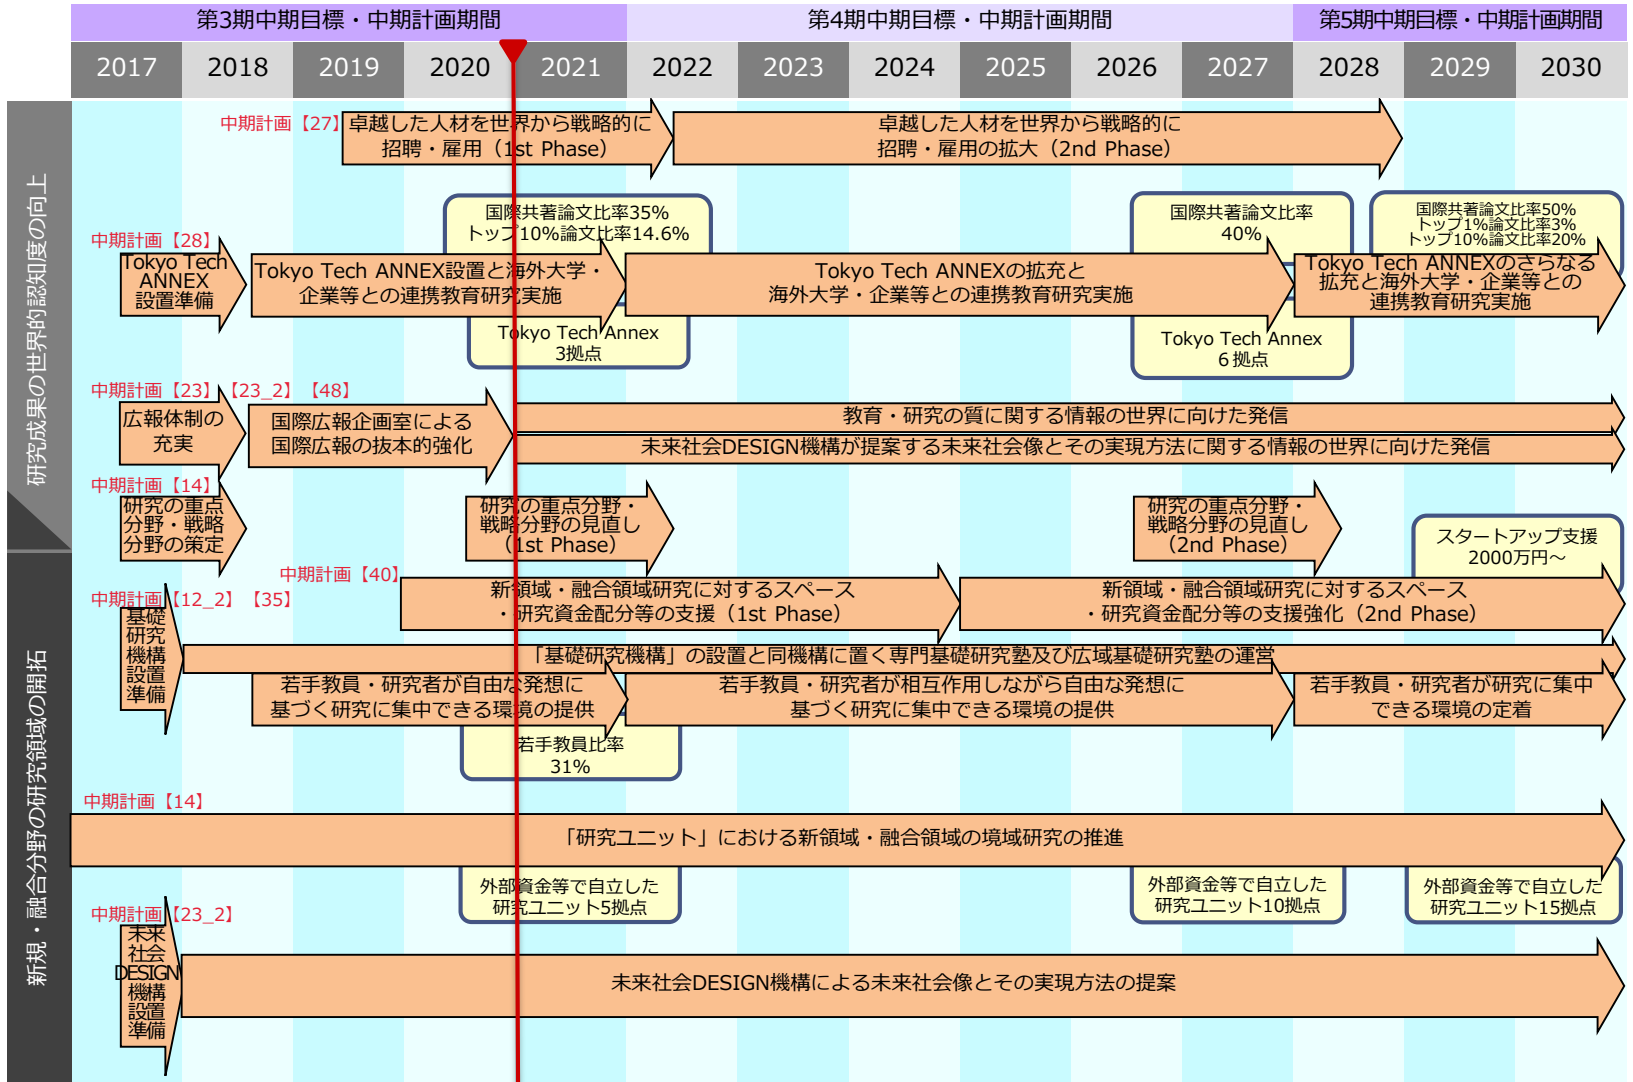 第3期中期目標・中期計画期間
第4期中期目標・中期計画期間
第5期中期目標・中期計画期間
2017
2018
2019
2020
2021
2022
2023
2024
2025
2026
2027
2028
2029
2030
研究成果の世界的認知度の向上
中期計画【27】
卓越した人材を世界から戦略的に
招聘・雇用（1st Phase）
卓越した人材を世界から戦略的に
招聘・雇用の拡大（2nd Phase）
国際共著論文比率35%
トップ10%論文比率14.6%
国際共著論文比率
40%
国際共著論文比率50%
トップ1%論文比率3%
トップ10%論文比率20%
中期計画【28】
Tokyo Tech
ANNEX
設置準備
Tokyo Tech ANNEX設置と海外大学・
企業等との連携教育研究実施
Tokyo Tech ANNEXの拡充と
海外大学・企業等との連携教育研究実施
Tokyo Tech ANNEXのさらなる
拡充と海外大学・企業等との
連携教育研究実施
Tokyo Tech Annex
3拠点
Tokyo Tech Annex
６拠点
中期計画【23】【23_2】【48】
広報体制の
充実
国際広報企画室による
国際広報の抜本的強化
教育・研究の質に関する情報の世界に向けた発信
未来社会DESIGN機構が提案する未来社会像とその実現方法に関する情報の世界に向けた発信
中期計画【14】
研究の重点
分野・戦略
分野の策定
研究の重点分野・
戦略分野の見直し
（1st Phase）
研究の重点分野・
戦略分野の見直し
（2nd Phase）
スタートアップ支援
2000万円～
新規・融合分野の研究領域の開拓
中期計画【40】
新領域・融合領域研究に対するスペース
・研究資金配分等の支援（1st Phase）
新領域・融合領域研究に対するスペース
・研究資金配分等の支援強化（2nd Phase）
中期計画【12_2】【35】
基礎
研究
機構
設置
準備
「基礎研究機構」の設置と同機構に置く専門基礎研究塾及び広域基礎研究塾の運営
若手教員・研究者が自由な発想に
基づく研究に集中できる環境の提供
若手教員・研究者が相互作用しながら自由な発想に
基づく研究に集中できる環境の提供
若手教員・研究者が研究に集中
できる環境の定着
若手教員比率
31%
中期計画【14】
「研究ユニット」における新領域・融合領域の境域研究の推進
外部資金等で自立した
研究ユニット5拠点
外部資金等で自立した
研究ユニット10拠点
外部資金等で自立した
研究ユニット15拠点
中期計画【23_2】
未来
社会
DESIGN
機構
設置
準備
未来社会DESIGN機構による未来社会像とその実現方法の提案